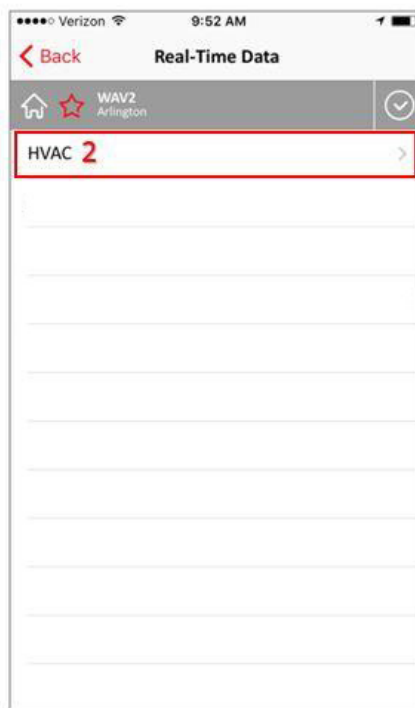 Verizon 9:52 AM
Back Real-Time Data
WAV2
Arlington
HVAC 2